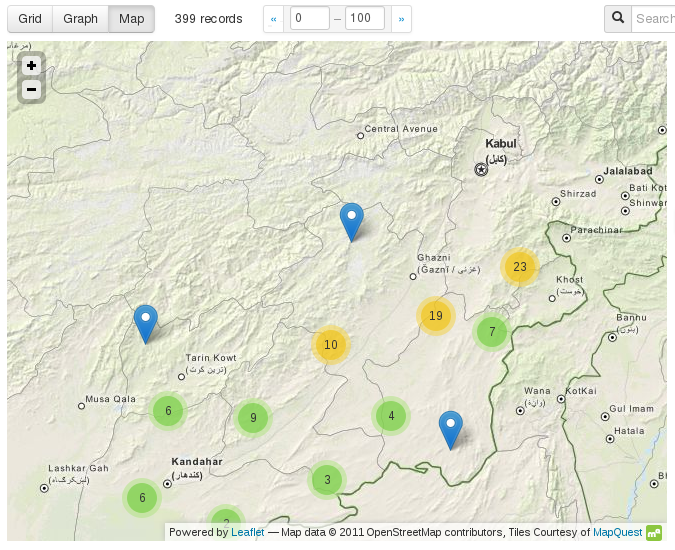 Grid Graph Map 399 records « 0 – 100 » Search
+
−
Central Avenue
Kabul
(کابل)
Jalalabad
Bati Kot
Shirzad
Shinwar
Parachinar
Ghazni
(Ğaznī / غزنی)
23
Khost
(خوست)
19
7
Bannu
(بنوں)
10
Tarin Kowt
(ترین کوت)
Wana
(وانا)
KotKai
Musa Qala
6
9
4
Gul Imam
Hatala
Kandahar
(کندهار)
Lashkar Gah
3
6
Powered by Leaflet — Map data © 2011 OpenStreetMap contributors, Tiles Courtesy of MapQuest